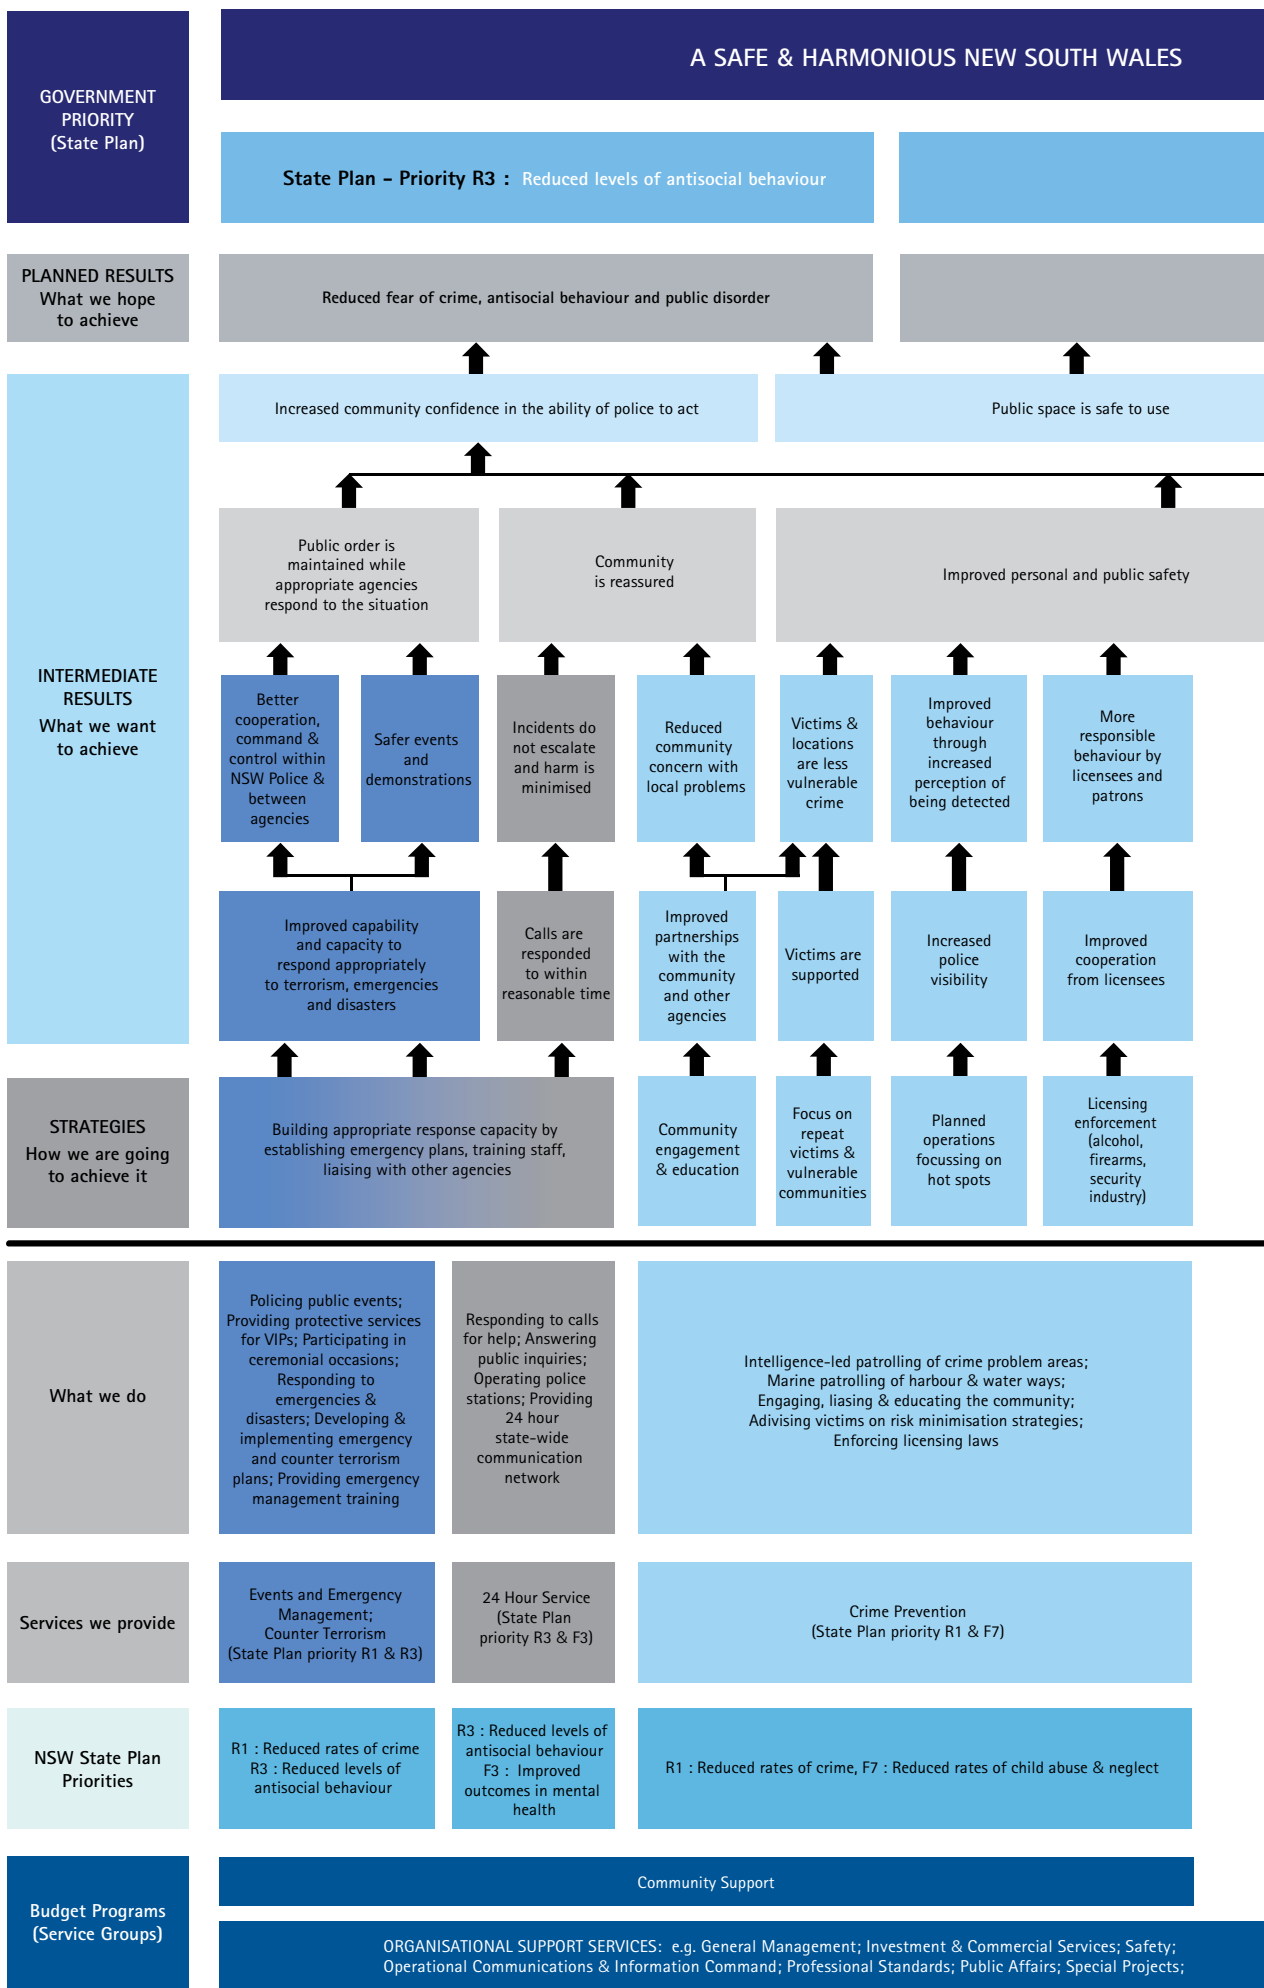 GOVERNMENT
PRIORITY
(State Plan)
A SAFE & HARMONIOUS NEW SOUTH WALES
State Plan - Priority R3 : Reduced levels of antisocial behaviour
PLANNED RESULTS
What we hope
to achieve
Reduced fear of crime, antisocial behaviour and public disorder
Increased community confidence in the ability of police to act
Public space is safe to use
INTERMEDIATE
RESULTS
What we want
to achieve
Public order is
maintained while
appropriate agencies
respond to the situation
Community
is reassured
Improved personal and public safety
Better
cooperation,
command &
control within
NSW Police &
between
agencies
Safer events
and
demonstrations
Incidents do
not escalate
and harm is
minimised
Reduced
community
concern with
local problems
Victims &
locations
are less
vulnerable
crime
Improved
behaviour
through
increased
perception of
being detected
More
responsible
behaviour by
licensees and
patrons
Improved capability
and capacity to
respond appropriately
to terrorism, emergencies
and disasters
Calls are
responded
to within
reasonable time
Improved
partnerships
with the
community
and other
agencies
Victims are
supported
Increased
police
visibility
Improved
cooperation
from licensees
STRATEGIES
How we are going
to achieve it
Building appropriate response capacity by
establishing emergency plans, training staff,
liaising with other agencies
Community
engagement
& education
Focus on
repeat
victims &
vulnerable
communities
Planned
operations
focussing on
hot spots
Licensing
enforcement
(alcohol,
firearms,
security
industry)
What we do
Policing public events;
Providing protective services
for VIPs; Participating in
ceremonial occasions;
Responding to
emergencies &
disasters; Developing &
implementing emergency
and counter terrorism
plans; Providing emergency
management training
Responding to calls
for help; Answering
public inquiries;
Operating police
stations; Providing
24 hour
state-wide
communication
network
Intelligence-led patrolling of crime problem areas;
Marine patrolling of harbour & water ways;
Engaging, liasing & educating the community;
Adivising victims on risk minimisation strategies;
Enforcing licensing laws
Services we provide
Events and Emergency
Management;
Counter Terrorism
(State Plan priority R1 & R3)
24 Hour Service
(State Plan
priority R3 & F3)
Crime Prevention
(State Plan priority R1 & F7)
NSW State Plan
Priorities
R1 : Reduced rates of crime
R3 : Reduced levels of
antisocial behaviour
R3 : Reduced levels of
antisocial behaviour
F3 : Improved
outcomes in mental
health
R1 : Reduced rates of crime, F7 : Reduced rates of child abuse & neglect
Budget Programs
(Service Groups)
Community Support
ORGANISATIONAL SUPPORT SERVICES: e.g. General Management; Investment & Commercial Services; Safety;
Operational Communications & Information Command; Professional Standards; Public Affairs; Special Projects;